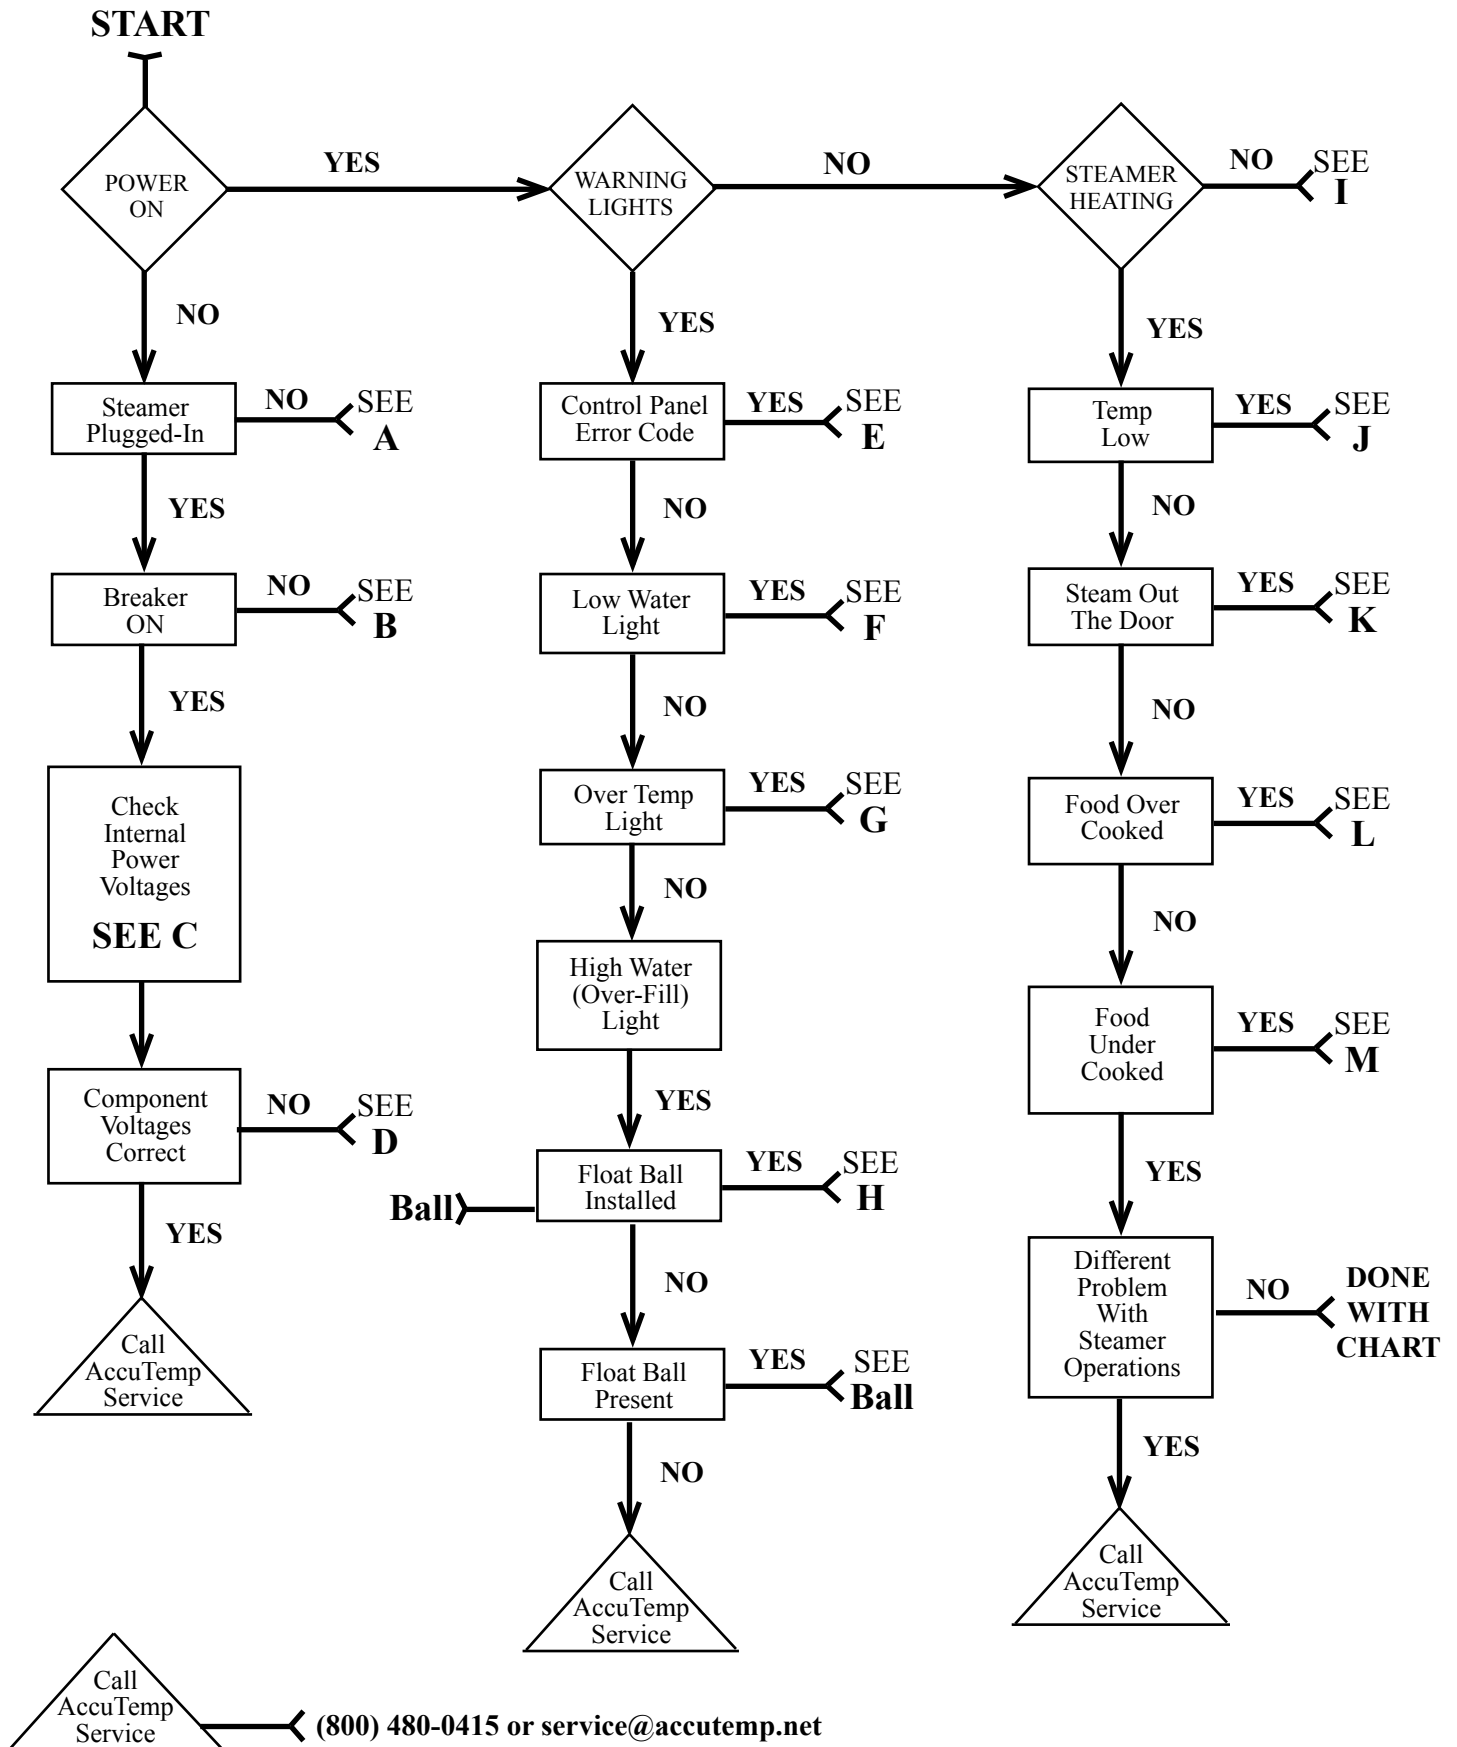 START
POWER
ON
YES
WARNING
LIGHTS
NO
STEAMER
HEATING
NO
SEE
I
NO
Steamer
Plugged-In
NO
SEE
A
YES
Breaker
ON
NO
SEE
B
YES
Check
Internal
Power
Voltages
SEE C
Component
Voltages
Correct
NO
SEE
D
YES
Call
AccuTemp
Service
YES
Control Panel
Error Code
YES
SEE
E
NO
Low Water
Light
YES
SEE
F
NO
Over Temp
Light
YES
SEE
G
NO
High Water
(Over-Fill)
Light
YES
Ball
Float Ball
Installed
YES
SEE
H
NO
Float Ball
Present
YES
SEE
Ball
NO
Call
AccuTemp
Service
YES
Temp
Low
YES
SEE
J
NO
Steam Out
The Door
YES
SEE
K
NO
Food Over
Cooked
YES
SEE
L
NO
Food
Under
Cooked
YES
SEE
M
YES
Different
Problem
With
Steamer
Operations
NO
DONE
WITH
CHART
YES
Call
AccuTemp
Service
Call
AccuTemp
Service
(800) 480-0415 or service@accutemp.net